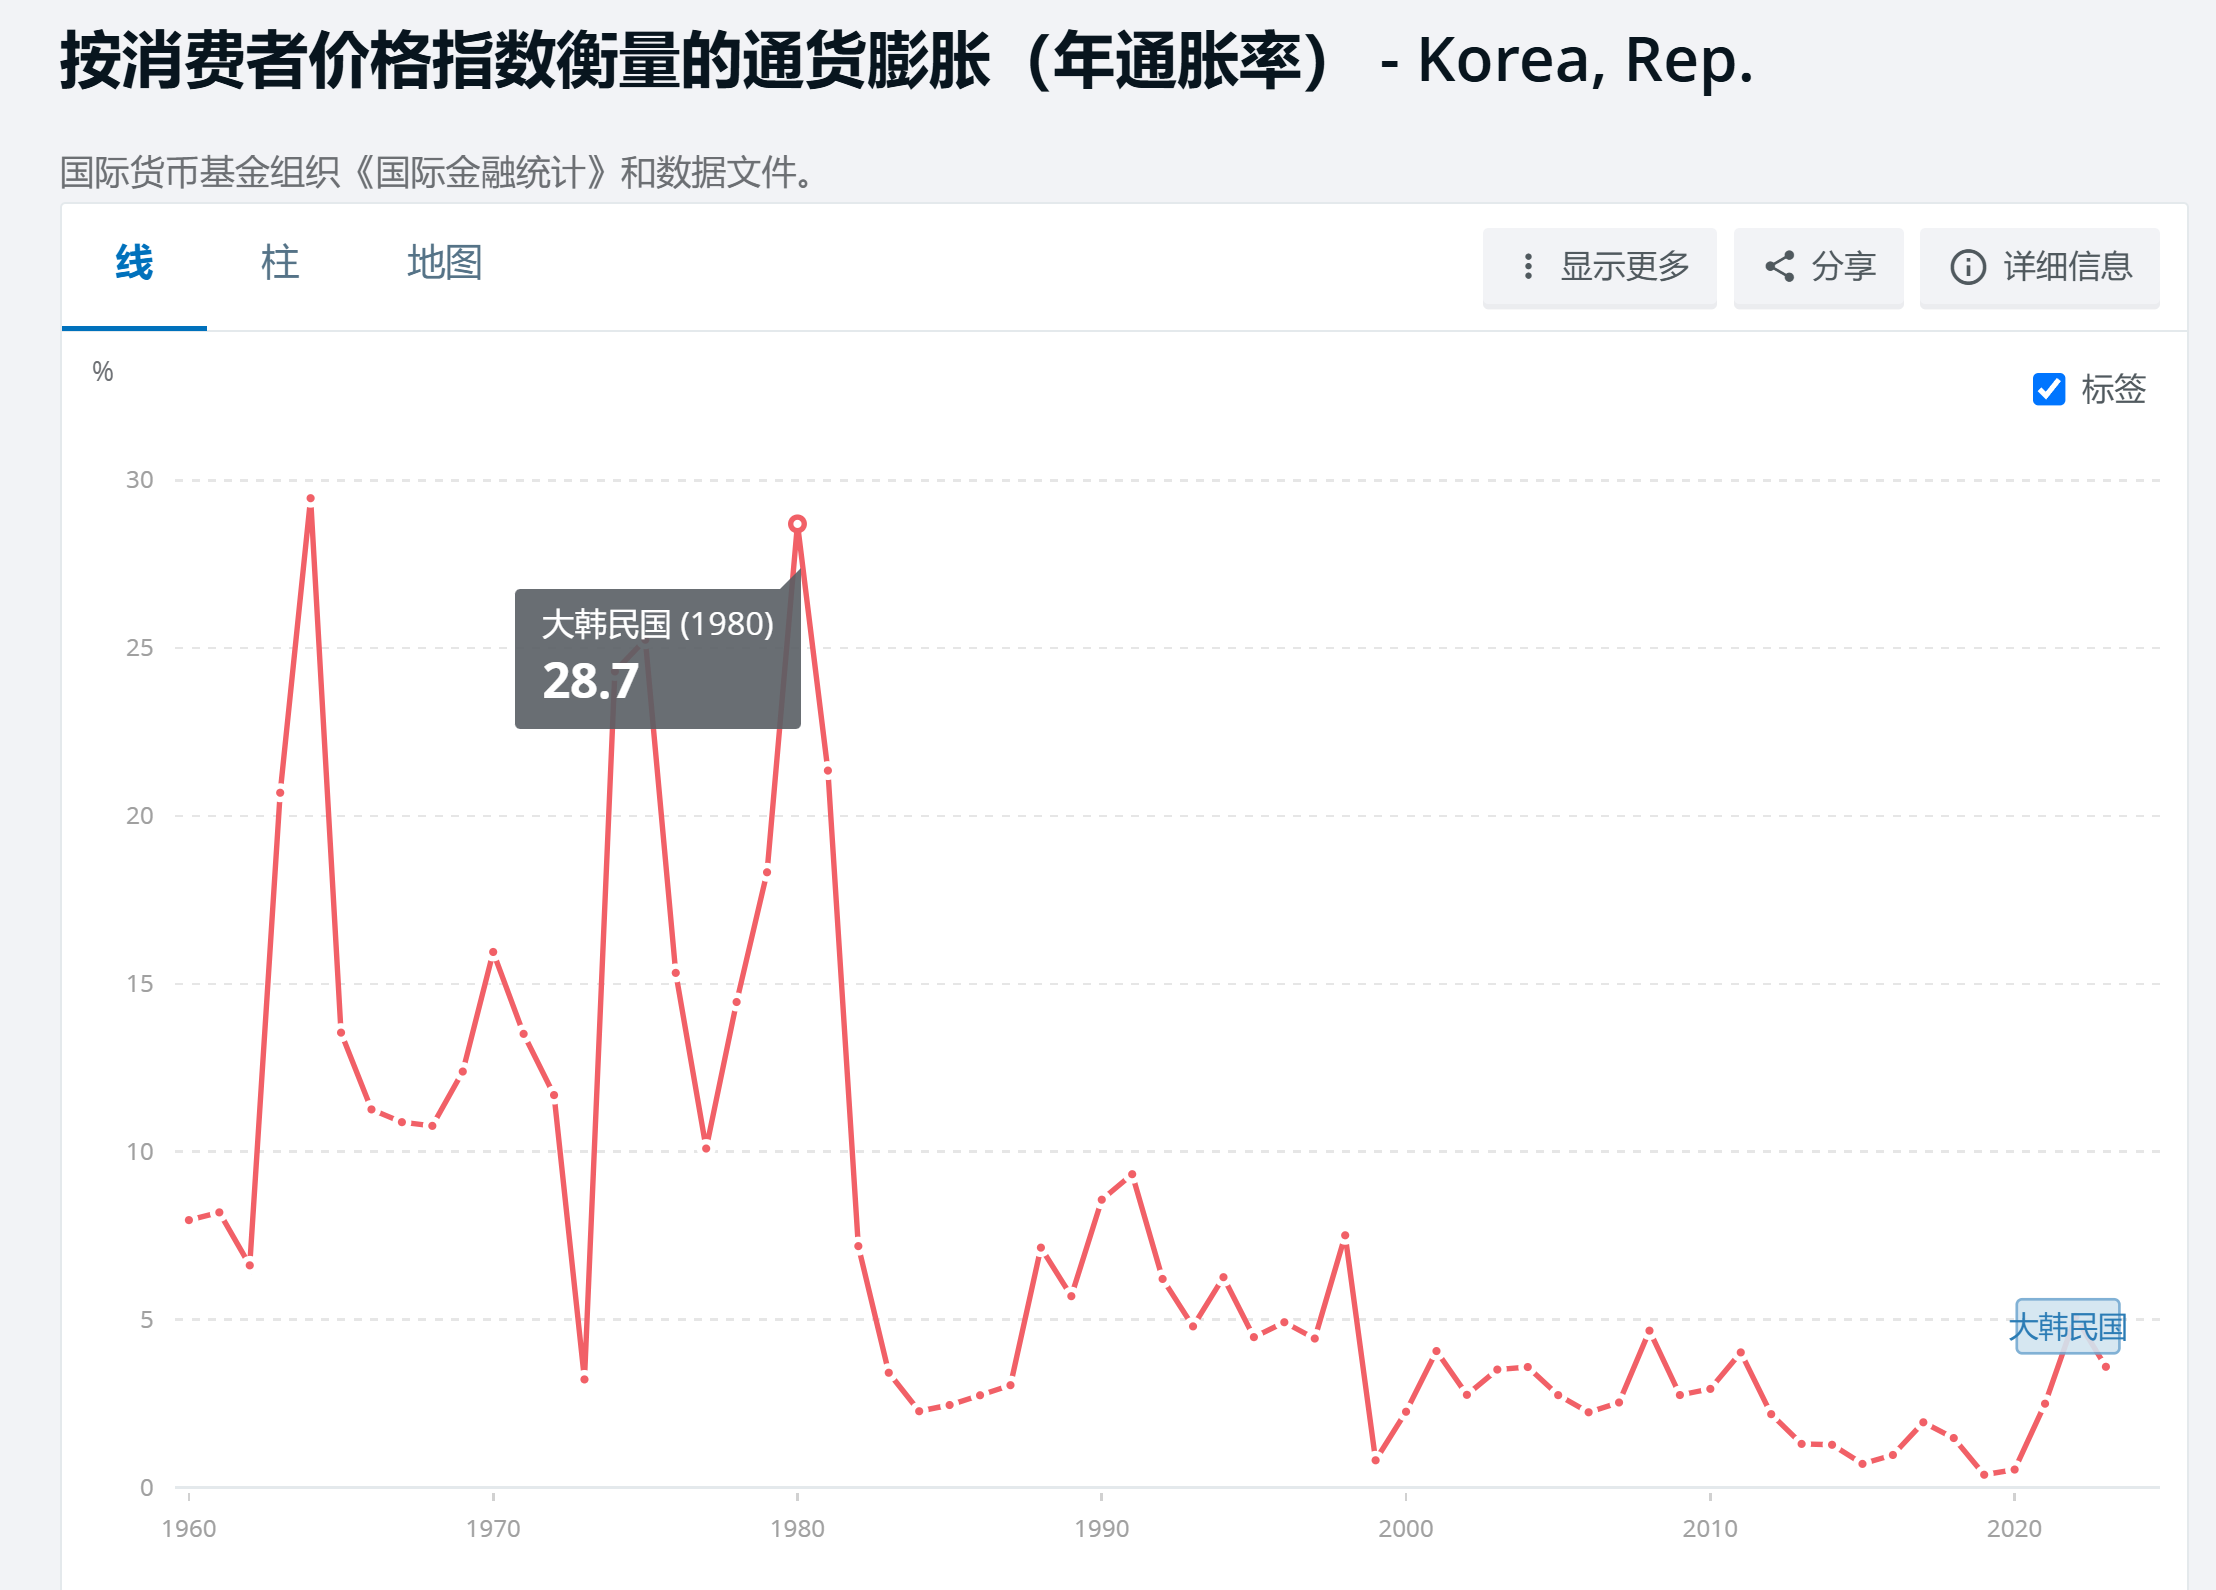 按消费者价格指数衡量的通货膨胀（年通胀率） - Korea, Rep.
国际货币基金组织《国际金融统计》和数据文件。
线 柱 地图 显示更多 分享 详细信息
%
标签
30
大韩民国 (1980)
25
28.7
20
15
10
5
大韩民国
0
1960 1970 1980 1990 2000 2010 2020